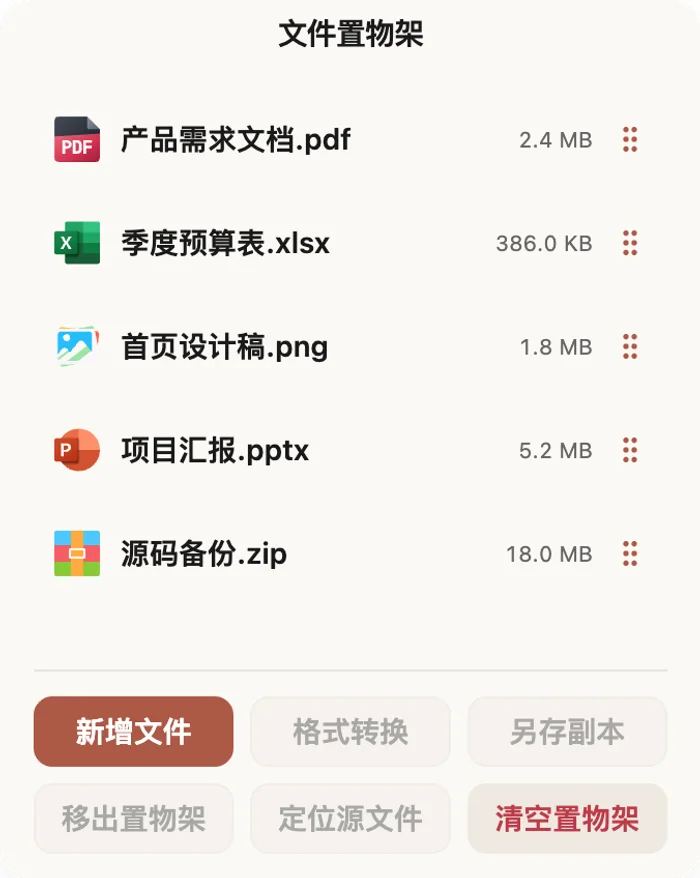 文件置物架
PDF 产品需求文档.pdf 2.4 MB
X 季度预算表.xlsx 386.0 KB
首页设计稿.png 1.8 MB
P 项目汇报.pptx 5.2 MB
源码备份.zip 18.0 MB
新增文件 格式转换 另存副本
移出置物架 定位源文件 清空置物架